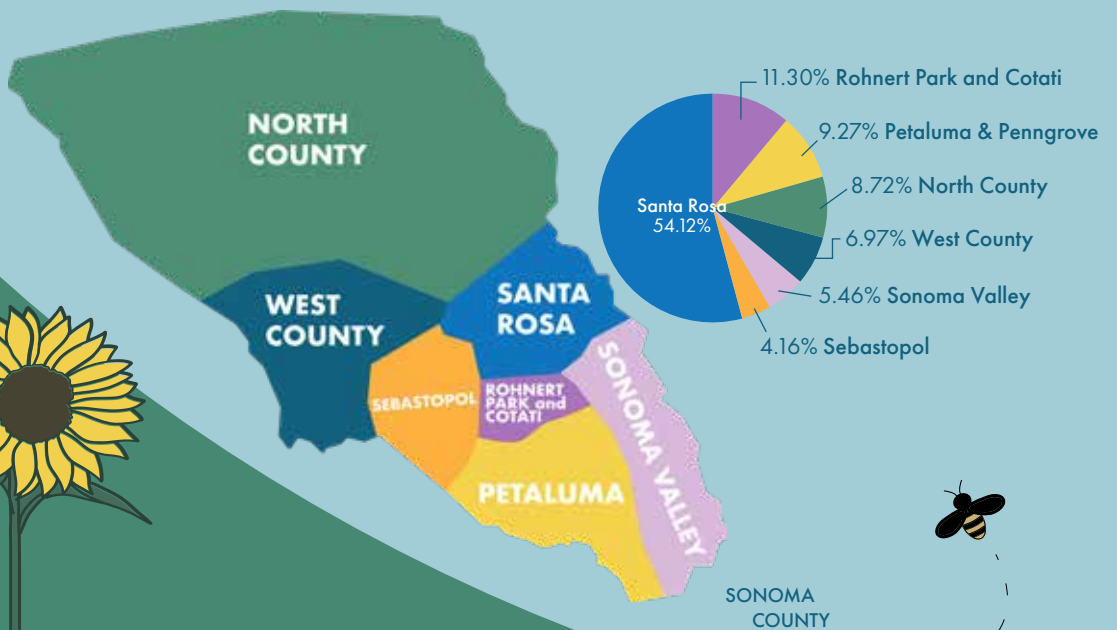 NORTH
COUNTY
WEST
COUNTY
SANTA
ROSA
SEBASTOPOL
ROHNERT
PARK and
COTATI
SONOMA VALLEY
PETALUMA
11.30% Rohnert Park and Cotati
9.27% Petaluma & Penngrove
8.72% North County
6.97% West County
5.46% Sonoma Valley
4.16% Sebastopol
Santa Rosa
54.12%
SONOMA
COUNTY